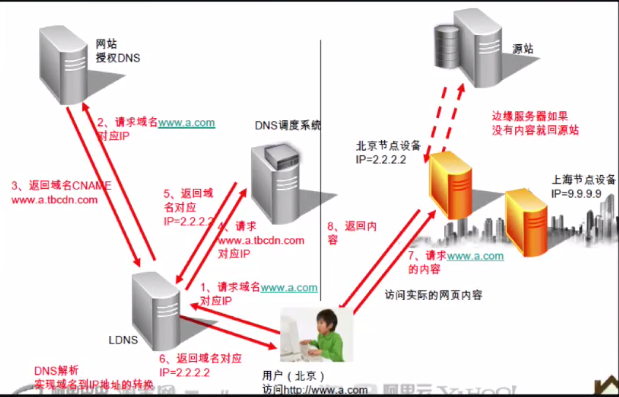 网站
授权DNS
源站
2、请求域名www.a.com
对应IP
DNS调度系统
边缘服务器如果
没有内容就回源站
北京节点设备
IP=2.2.2.2
上海节点设备
IP=9.9.9.9
3、返回域名CNAME
www.a.tbcdn.com
5、返回域
名对应
IP=2.2.2.2
4、请求
www.a.tbcdn.com
对应IP
8、返回内
容
7、请求www.a.com
的内容
1、请求域名www.a.com
对应IP
访问实际的网页内容
LDNS
6、返回域名对应
IP=2.2.2.2
DNS解析
实现域名到IP地址的转换
用户（北京）
访问http://www.a.com
阿里云
YAHOO!